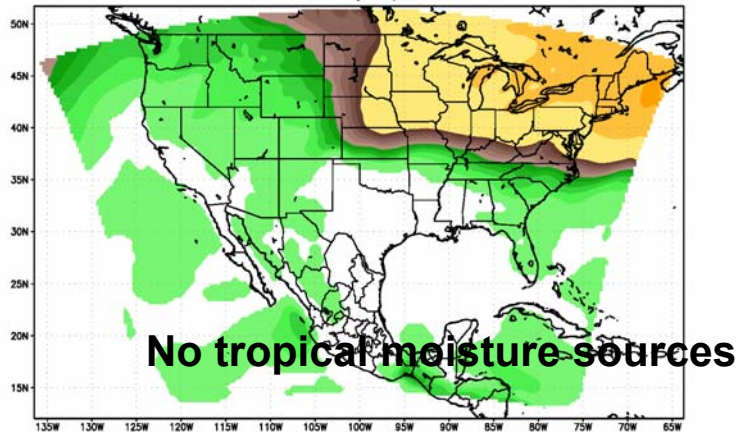 50N
45N
40N
35N
30N
25N
20N
15N
No tropical moisture sources
135W 130W 125W 120W 115W 110W 105W 100W 95W 90W 85W 80W 75W 70W 65W